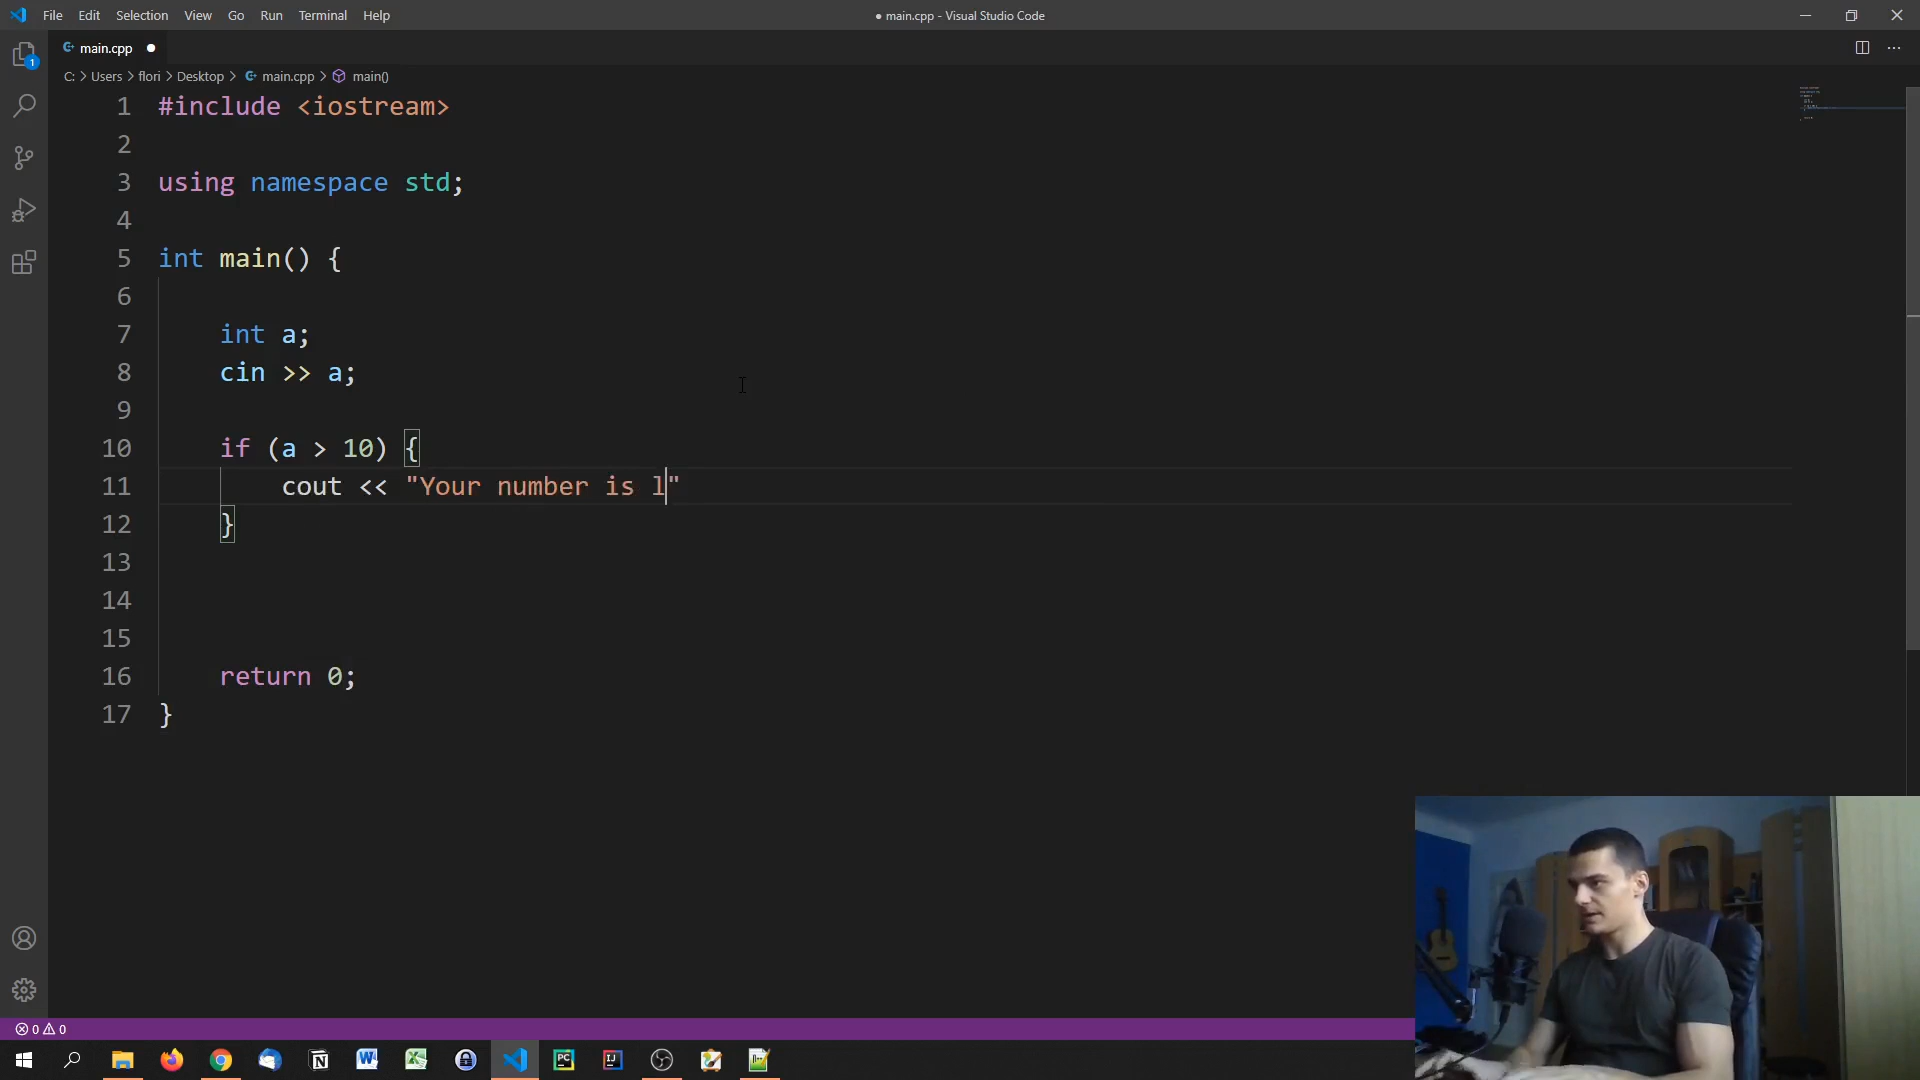 File Edit Selection View Go Run Terminal Help
● main.cpp - Visual Studio Code
main.cpp ●
C: > Users > flori > Desktop > main.cpp > main()
1 #include <iostream>
2
3 using namespace std;
4
5 int main() {
6
7 int a;
8 cin >> a;
9
10 if (a > 10) {
11 cout << "Your number is l"
12 }
13
14
15
16 return 0;
17 }
1
0 0